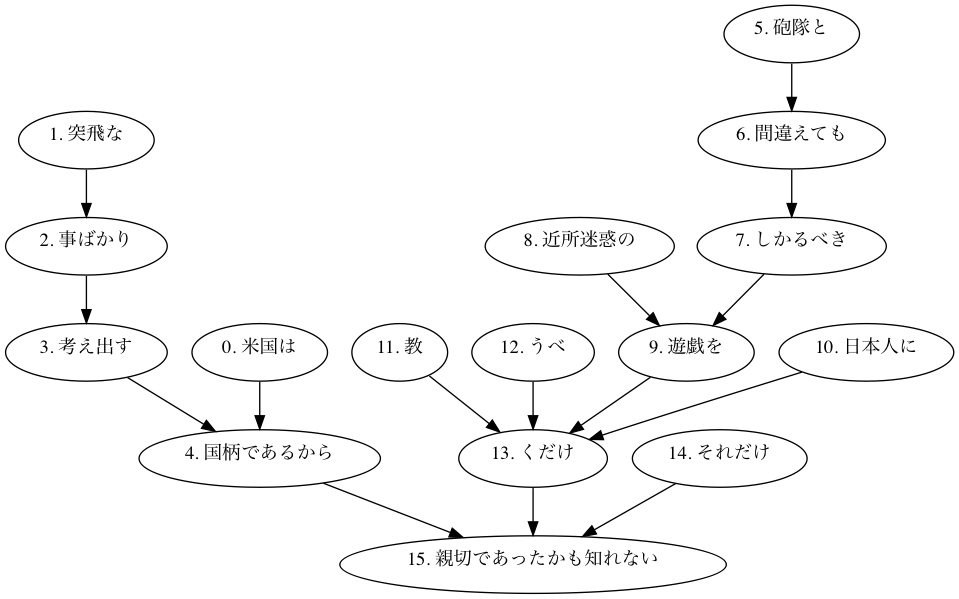 5. 砲隊と
1. 突飛な
6. 間違えても
2. 事ばかり
8. 近所迷惑の
7. しかるべき
3. 考え出す
0. 米国は
11. 教
12. うべ
9. 遊戯を
10. 日本人に
4. 国柄であるから
13. くだけ
14. それだけ
15. 親切であったかも知れない